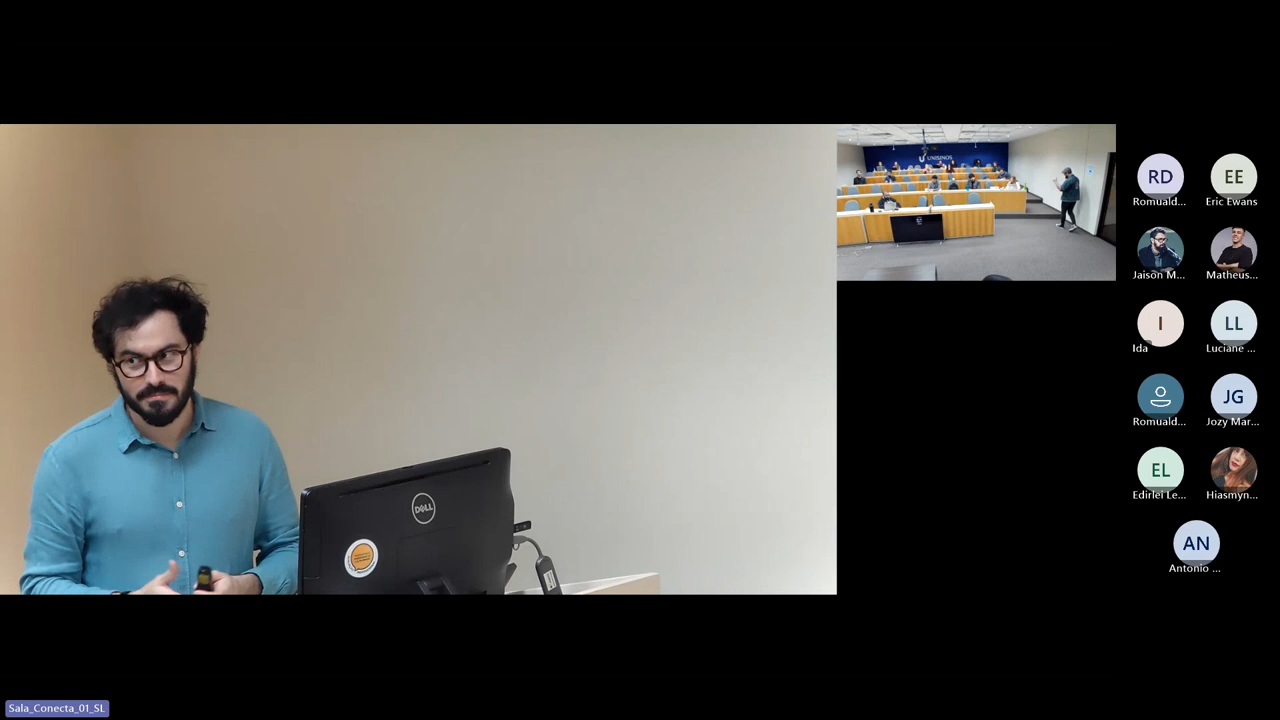 UNISINOS
DELL
RD
EE
Romuald...
Eric Ewans
Jaison M...
Matheus...
I
LL
Ida
Luciane ...
JG
Romuald...
Jozy Mar...
EL
Edirlei Le...
Hiasmyn...
AN
Antonio ...
Sala_Conecta_01_SL